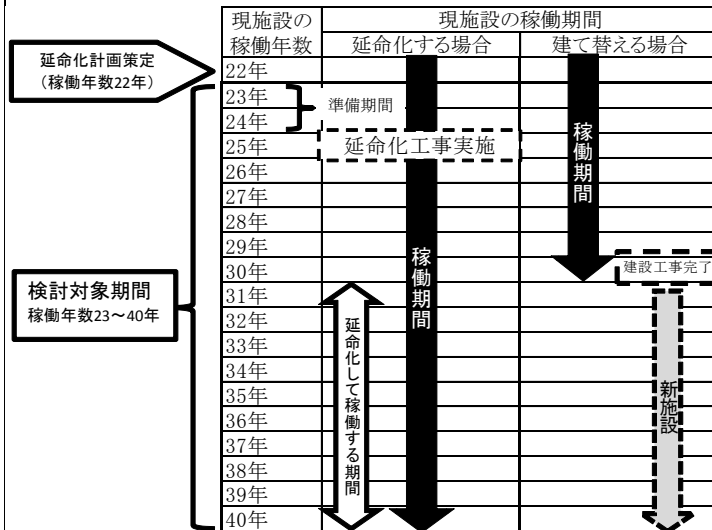 現施設の
稼働年数
現施設の稼働期間
延命化する場合
建て替える場合
延命化計画策定
（稼働年数22年）
22年
23年
24年
25年
26年
27年
28年
29年
30年
31年
32年
33年
34年
35年
36年
37年
38年
39年
40年
準備期間
延命化工事実施
稼働期間
稼働期間
建設工事完了
検討対象期間
稼働年数23～40年
延命化して稼働する期間
新施設